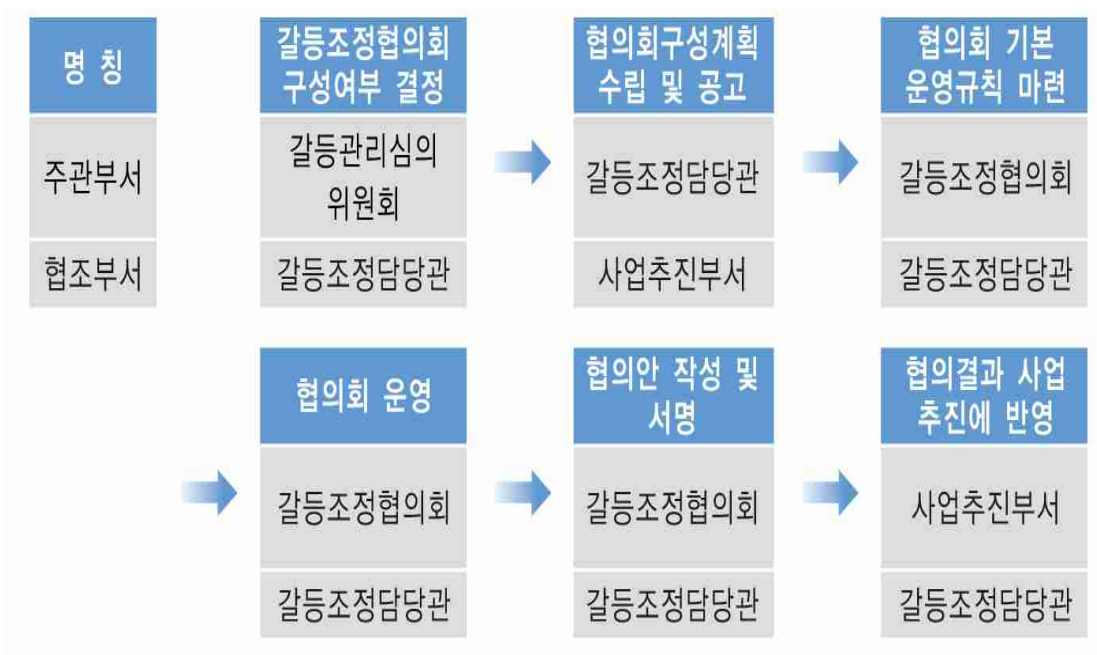 명 칭
주관부서
협조부서
갈등조정협의회
구성여부 결정
갈등관리심의
위원회
갈등조정담당관
협의회구성계획
수립 및 공고
갈등조정담당관
사업추진부서
협의회 기본
운영규칙 마련
갈등조정협의회
갈등조정담당관
협의회 운영
갈등조정협의회
갈등조정담당관
협의안 작성 및
서명
갈등조정협의회
갈등조정담당관
협의결과 사업
추진에 반영
사업추진부서
갈등조정담당관